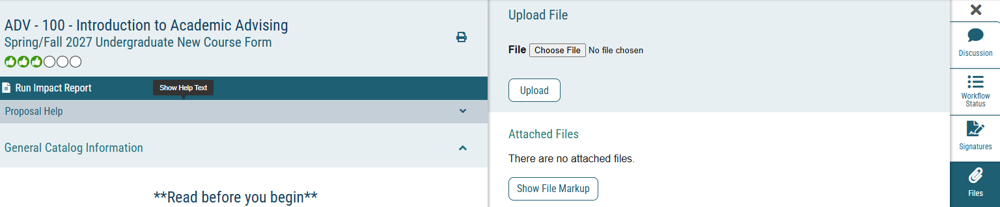 ADV - 100 - Introduction to Academic Advising
Spring/Fall 2027 Undergraduate New Course Form
Run Impact Report
Show Help Text
Proposal Help
General Catalog Information
**Read before you begin**
Upload File
File Choose File No file chosen
Upload
Attached Files
There are no attached files.
Show File Markup
Discussion
Workflow
Status
Signatures
Files